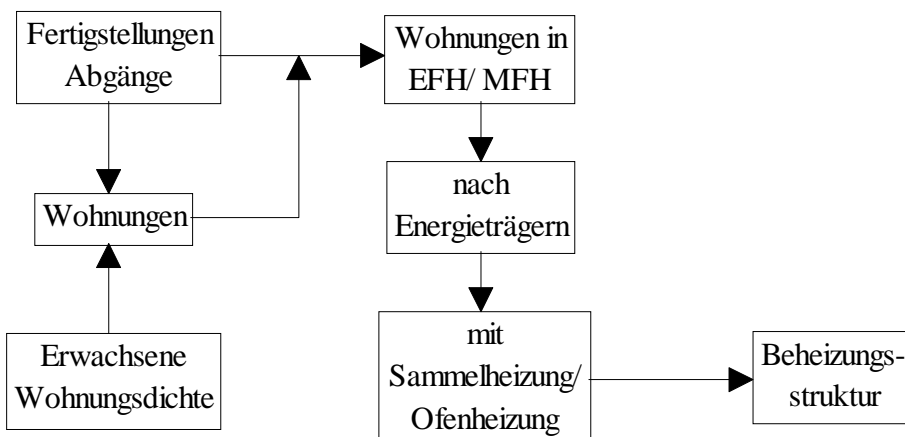 Fertigstellungen
Abgänge
Wohnungen in
EFH/ MFH
Wohnungen
nach
Energieträgern
Erwachsene
Wohnungsdichte
mit
Sammelheizung/
Ofenheizung
Beheizungs-
struktur